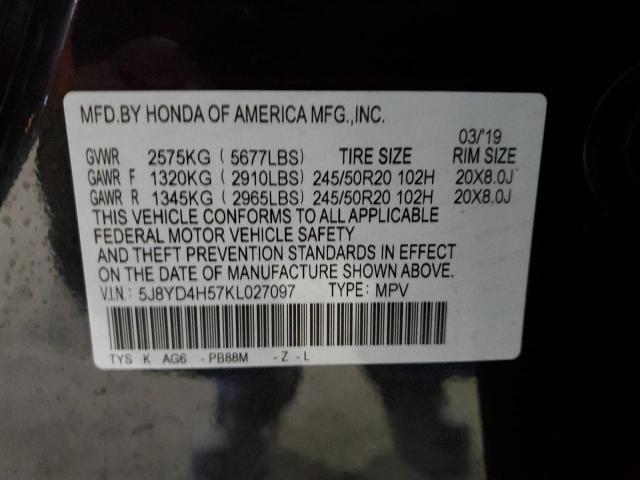 MFD.BY HONDA OF AMERICA MFG.,INC.
03/'19
GVWR 2575KG ( 5677LBS) TIRE SIZE RIM SIZE
GAWR F 1320KG ( 2910LBS) 245/50R20 102H 20X8.0J
GAWR R 1345KG ( 2965LBS) 245/50R20 102H 20X8.0J
THIS VEHICLE CONFORMS TO ALL APPLICABLE
FEDERAL MOTOR VEHICLE SAFETY
AND THEFT PREVENTION STANDARDS IN EFFECT
ON THE DATE OF MANUFACTURE SHOWN ABOVE.
V.I.N: 5J8YD4H57KL027097 TYPE: MPV
TYS K AG6 -PB88M -Z-L